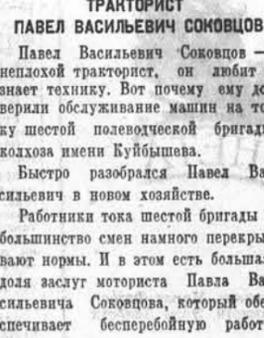 ТРАКТОРИСТ
ПАВЕЛ ВАСИЛЬЕВИЧ СОКОВЦОВ
Павел Васильевич Соковцов —
неплохой тракторист, он любит
знает технику. Вот почему ему до
верили обслуживание машин на то
ку шестой полеводческой бригад
колхоза имени Куйбышева.
Быстро разобрался Павел Ва
сильевич в новом хозяйстве.
Работники тока шестой бригады
большинство смен намного перекры
вают нормы. И в этом есть больша
доля заслуг моториста Павла Ва
сильевича Соковцова, который обе
спечивает бесперебойную работ